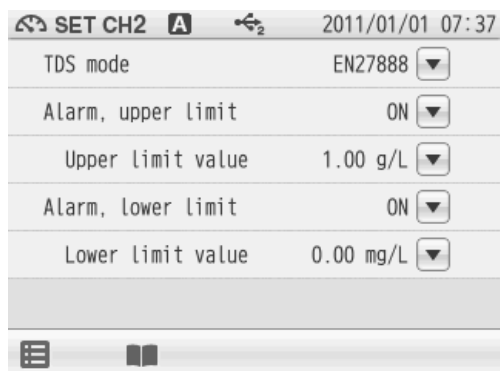 SET CH2 A 2 2011/01/01 07:37
TDS mode EN27888
Alarm, upper limit ON
Upper limit value 1.00 g/L
Alarm, lower limit ON
Lower limit value 0.00 mg/L